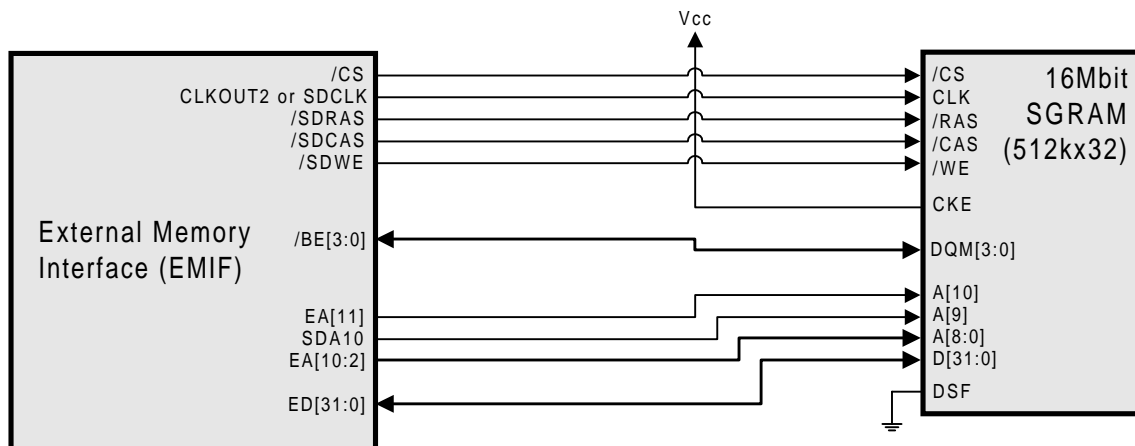 Vcc
/CS
CLKOUT2 or SDCLK
/SDRAS
/SDCAS
/SDWE
External Memory
Interface (EMIF)
/BE[3:0]
EA[11]
SDA10
EA[10:2]
ED[31:0]
/CS
CLK
/RAS
/CAS
/WE
16Mbit
SGRAM
(512kx32)
CKE
DQM[3:0]
A[10]
A[9]
A[8:0]
D[31:0]
DSF